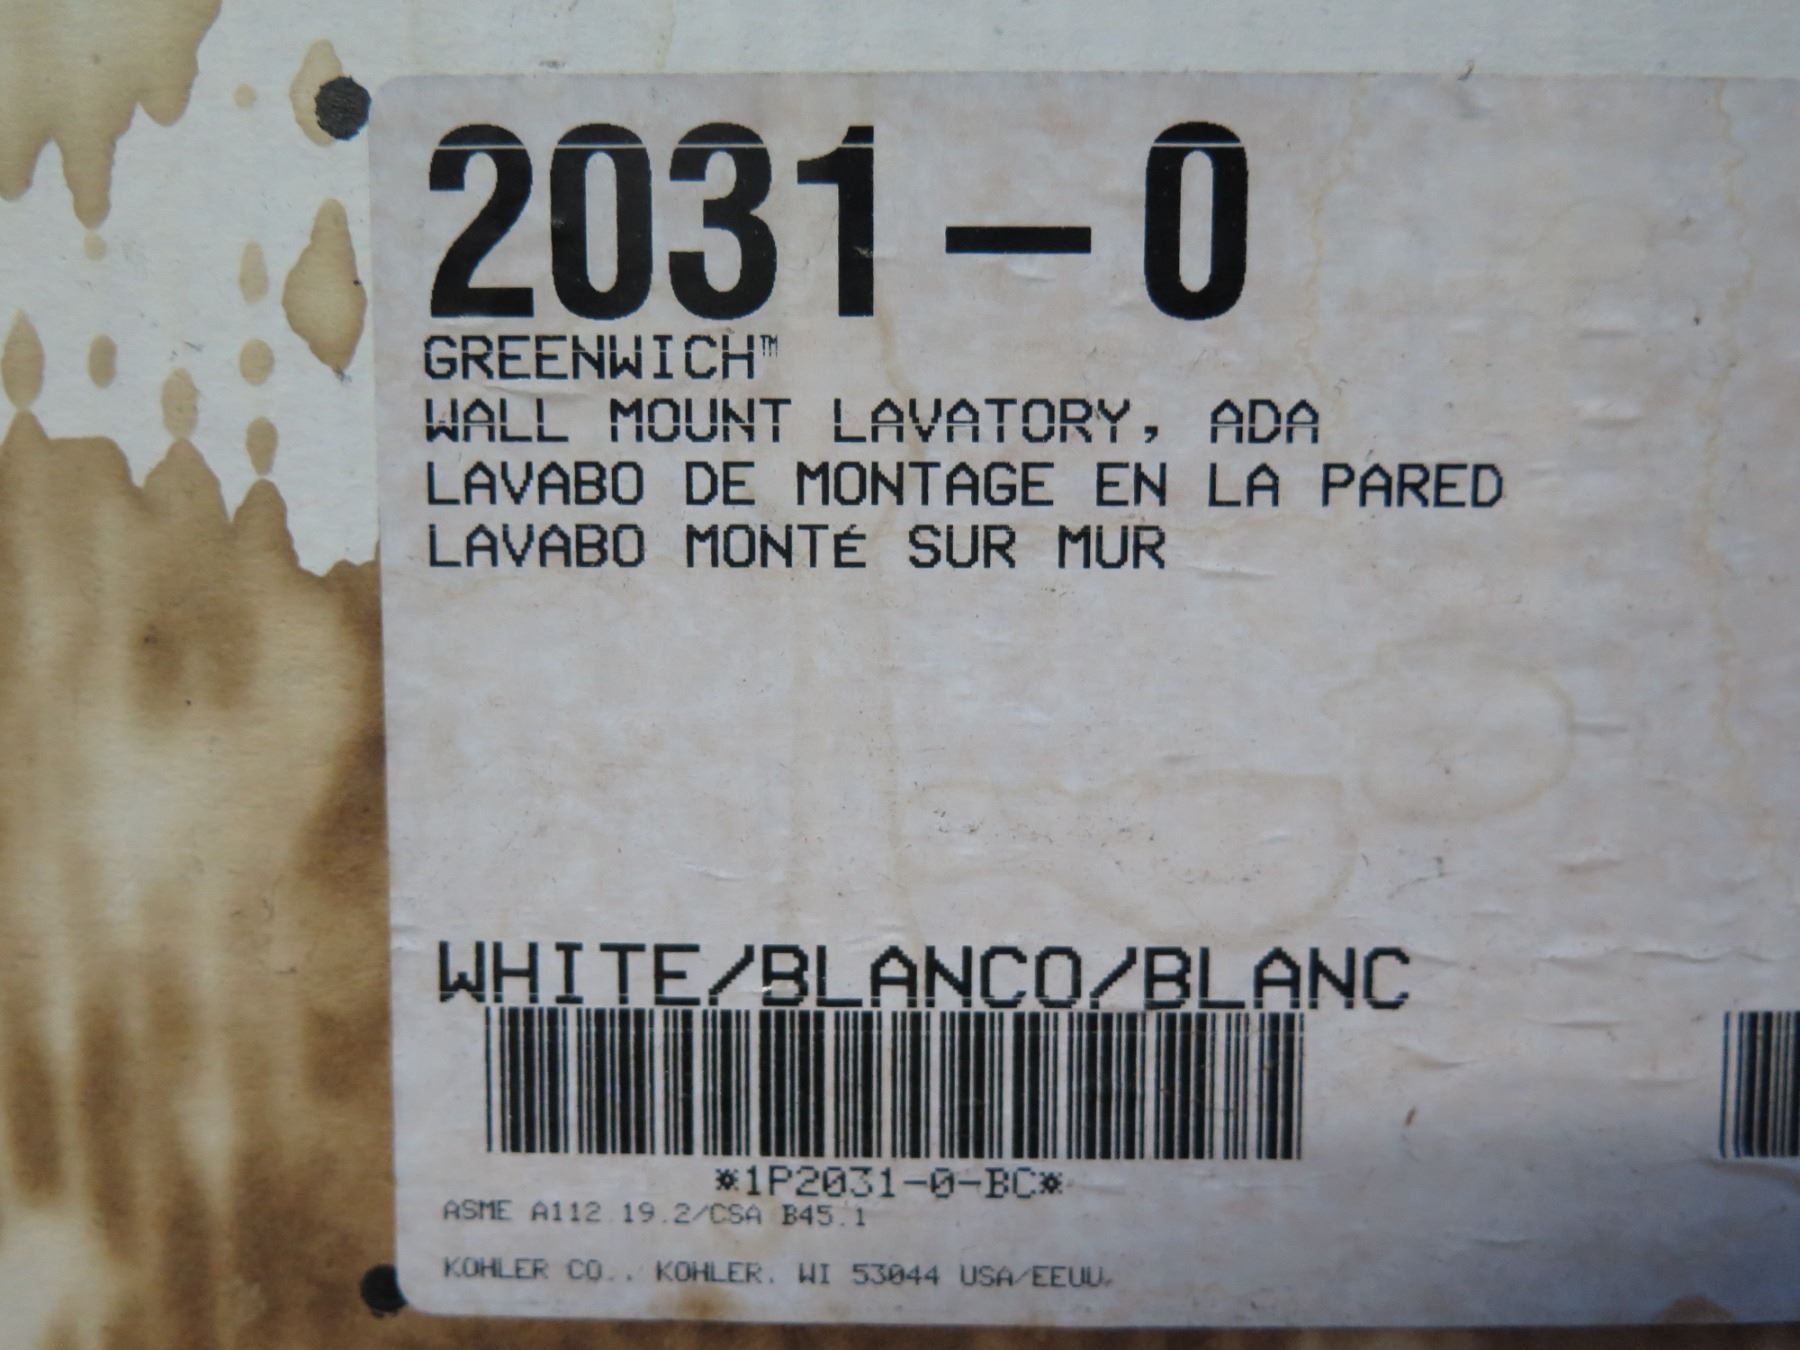 2031-0
GREENWICH™
WALL MOUNT LAVATORY, ADA
LAVABO DE MONTAGE EN LA PARED
LAVABO MONTÉ SUR MUR
WHITE/BLANCO/BLANC
*1P2031-0-BC*
ASME A112.19.2/CSA B45.1
KOHLER CO., KOHLER, WI 53044 USA/EEUU.